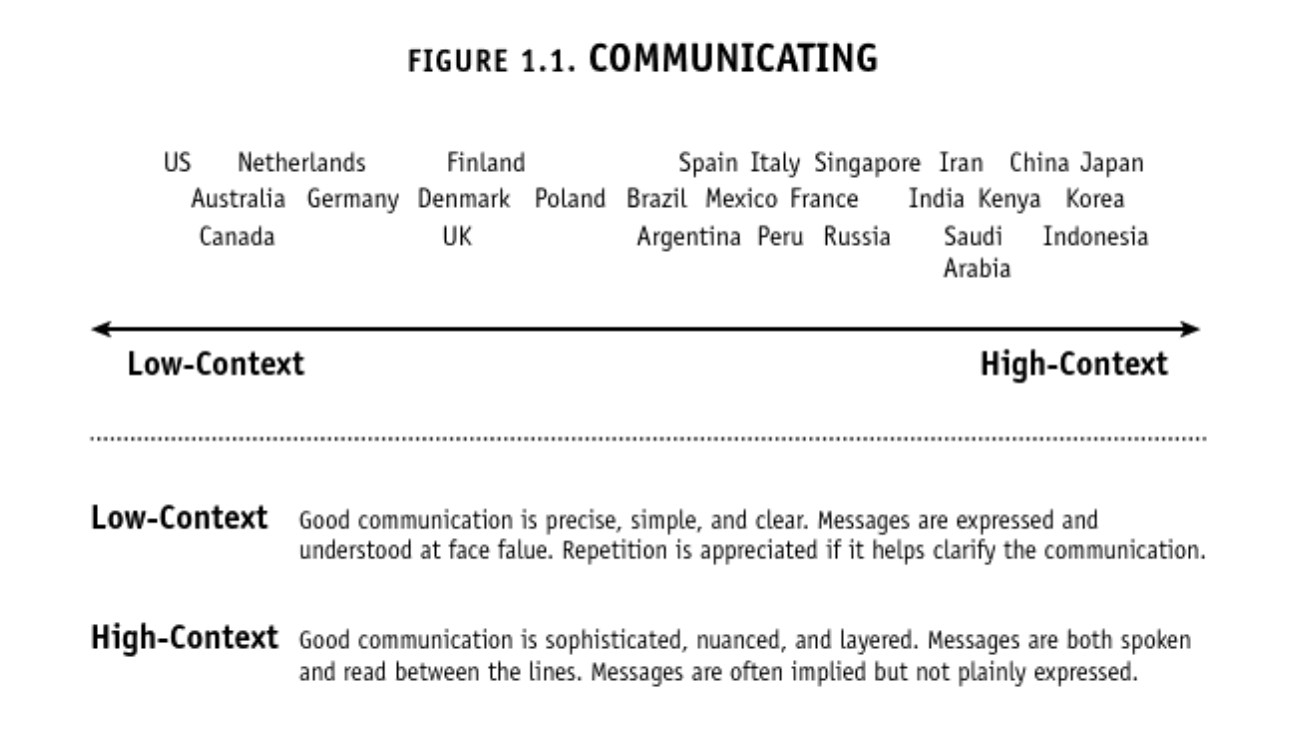 FIGURE 1.1. COMMUNICATING
US Netherlands Finland Spain Italy Singapore Iran China Japan
Australia Germany Denmark Poland Brazil Mexico France India Kenya Korea
Canada UK Argentina Peru Russia Saudi Indonesia
Arabia
Low-Context High-Context
Low-Context Good communication is precise, simple, and clear. Messages are expressed and
understood at face falue. Repetition is appreciated if it helps clarify the communication.
High-Context Good communication is sophisticated, nuanced, and layered. Messages are both spoken
and read between the lines. Messages are often implied but not plainly expressed.